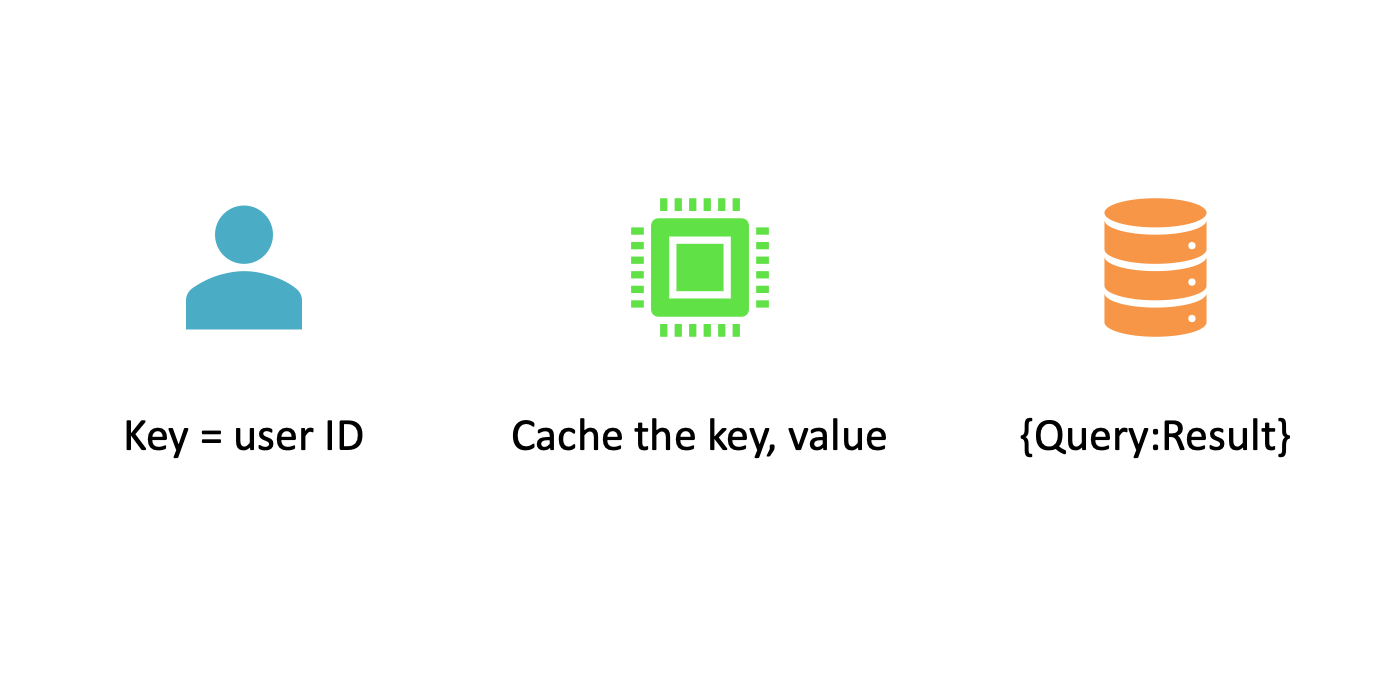 Key = user ID
Cache the key, value
{Query:Result}